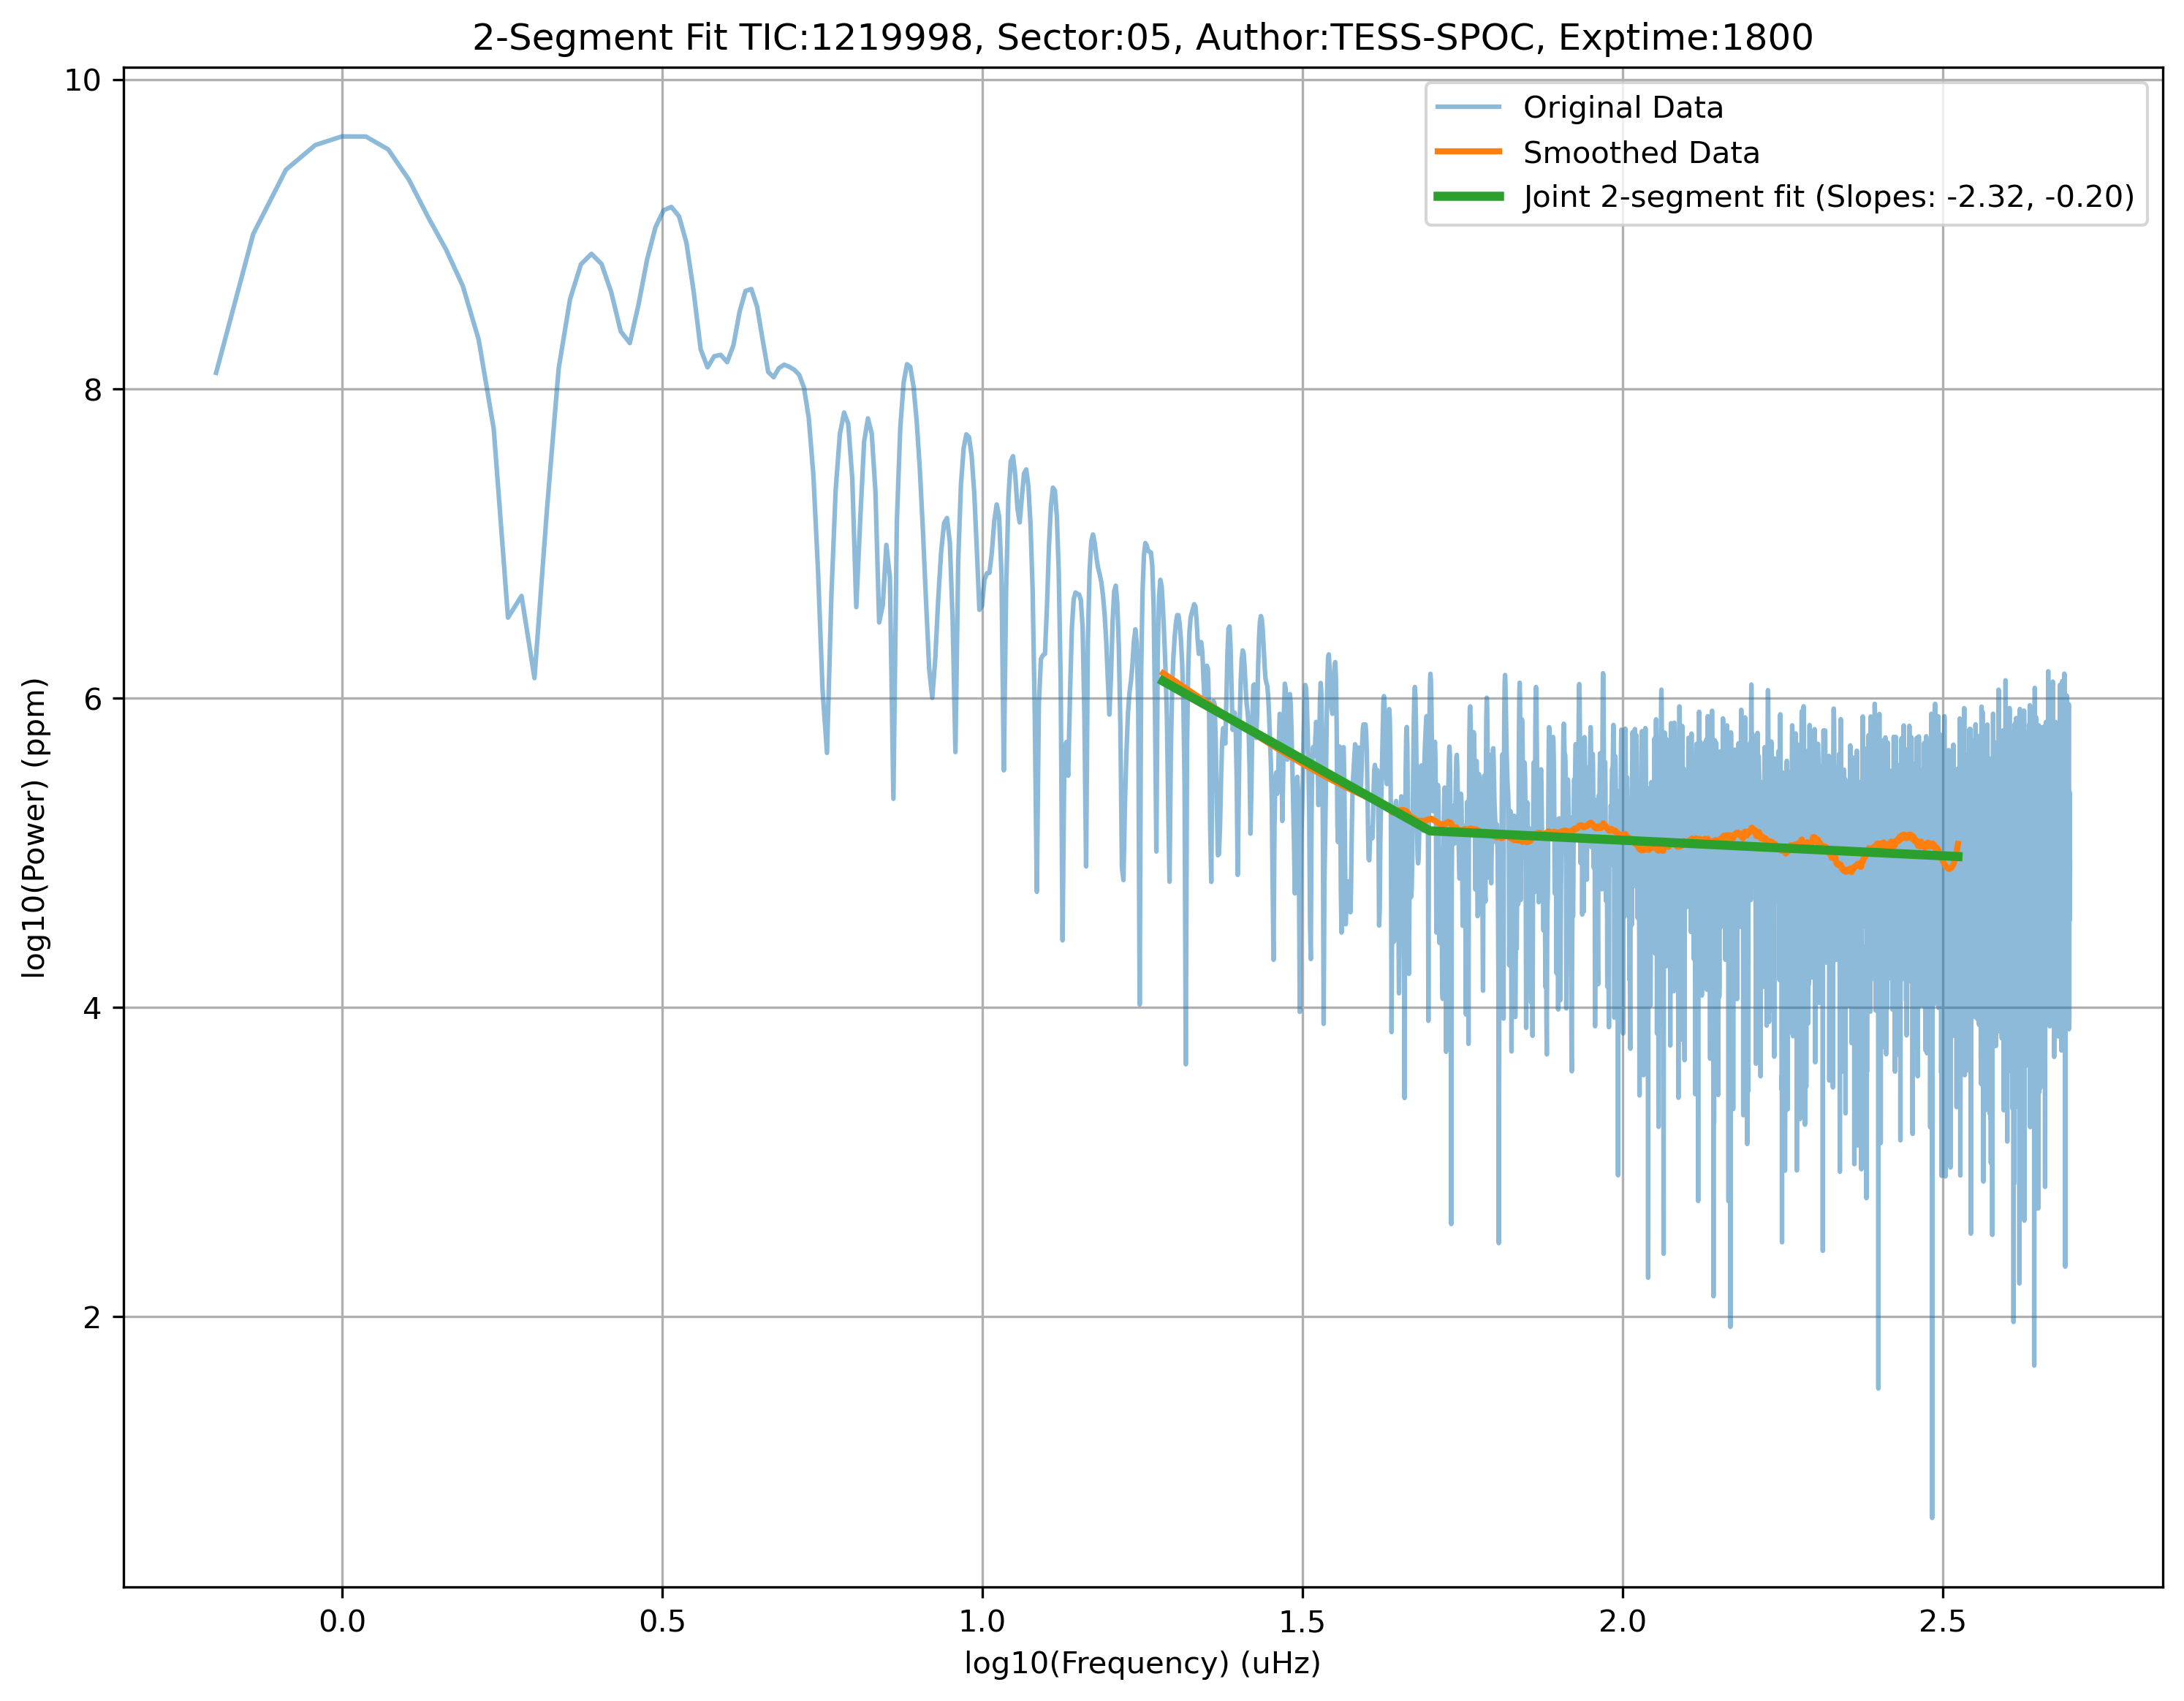 2-Segment Fit TIC:1219998, Sector:05, Author:TESS-SPOC, Exptime:1800
Original Data
Smoothed Data
Joint 2-segment fit (Slopes: -2.32, -0.20)
log10(Power) (ppm)
10
8
6
4
2
0.0 0.5 1.0 1.5 2.0 2.5
log10(Frequency) (uHz)